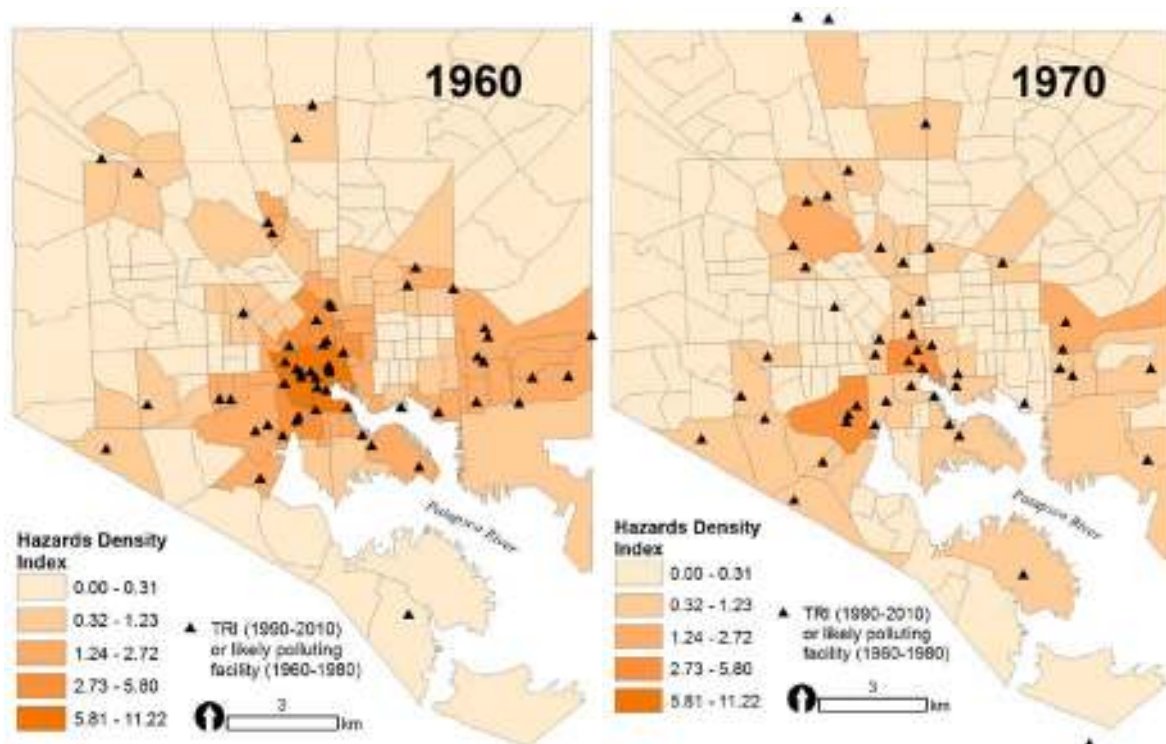 1960
Patapsco River
Hazards Density
Index
0.00 - 0.31
0.32 - 1.23
1.24 - 2.72
2.73 - 5.80
5.81 - 11.22
TRI (1990-2010)
or likely polluting
facility (1960-1980)
3
km
1970
Patapsco River
Hazards Density
Index
0.00 - 0.31
0.32 - 1.23
1.24 - 2.72
2.73 - 5.80
5.81 - 11.22
TRI (1990-2010)
or likely polluting
facility (1960-1980)
3
km